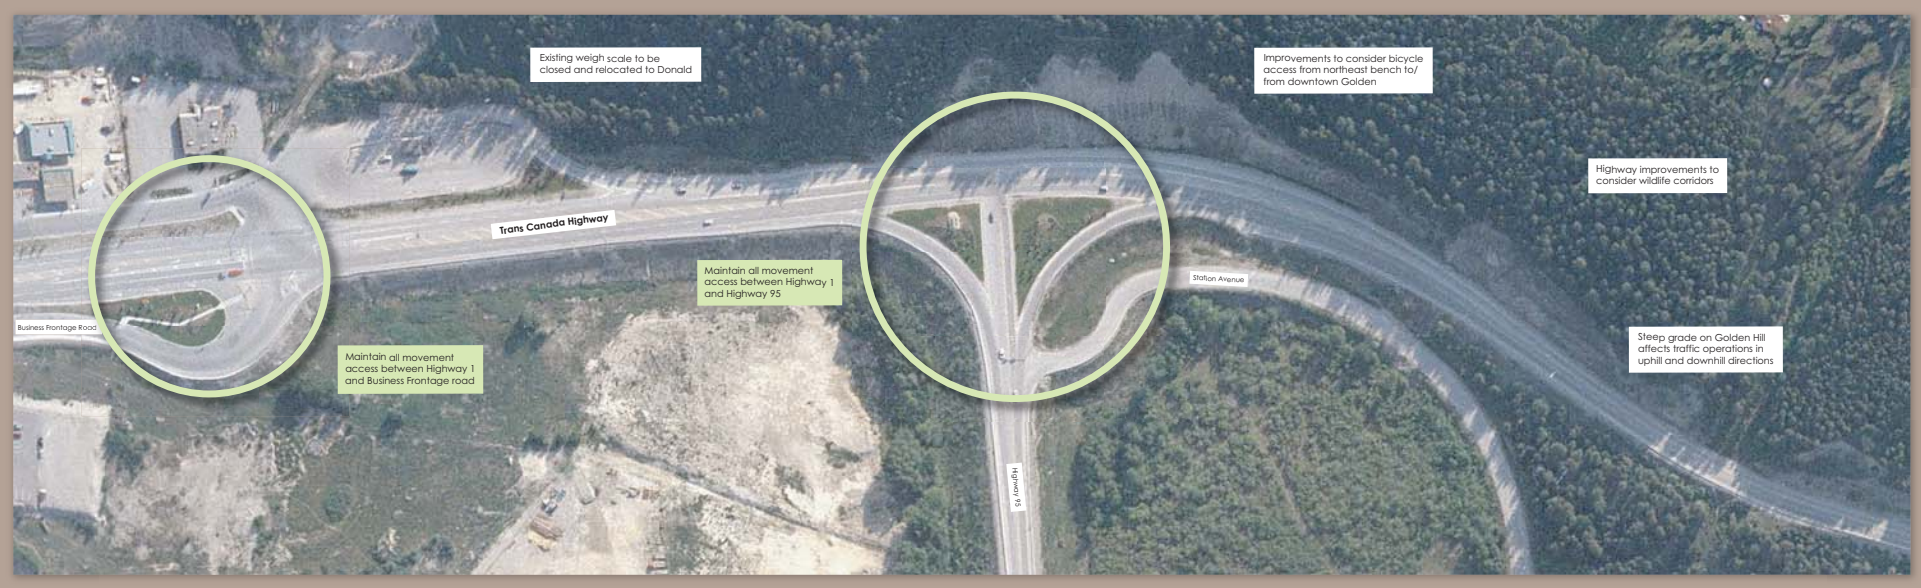 Existing weigh scale to be
closed and relocated to Donald
Improvements to consider bicycle
access from northeast bench to/
from downtown Golden
Highway improvements to
consider wildlife corridors
Trans Canada Highway
Maintain all movement
access between Highway 1
and Highway 95
Station Avenue
Business Frontage Road
Maintain all movement
access between Highway 1
and Business Frontage road
Steep grade on Golden Hill
affects traffic operations in
uphill and downhill directions
Highway 95